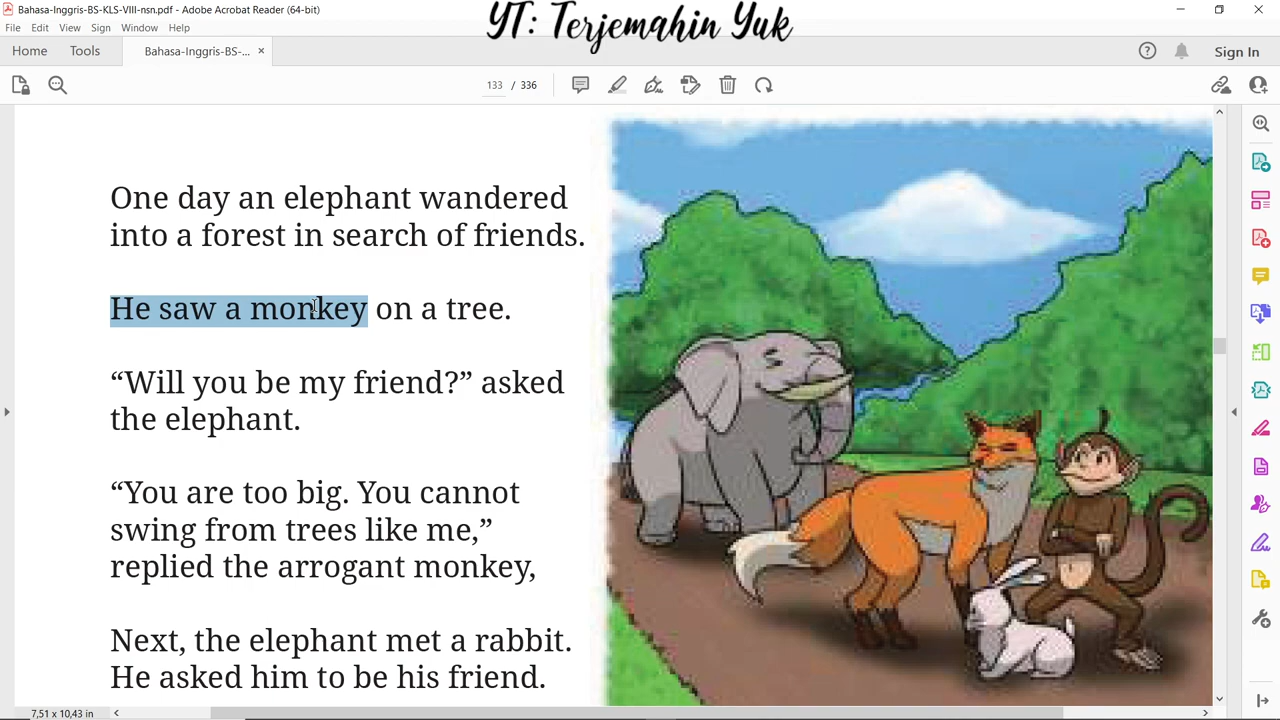 Bahasa-Inggris-BS-KLS-VIII-nsn.pdf - Adobe Acrobat Reader (64-bit)
YT: Terjemahin Yuk
File Edit View Sign Window Help
Home Tools Bahasa-Inggris-BS-... × Sign In
133 / 336
One day an elephant wandered
into a forest in search of friends.
He saw a monkey on a tree.
“Will you be my friend?” asked
the elephant.
“You are too big. You cannot
swing from trees like me,”
replied the arrogant monkey,
Next, the elephant met a rabbit.
He asked him to be his friend.
7,51 x 10,43 in